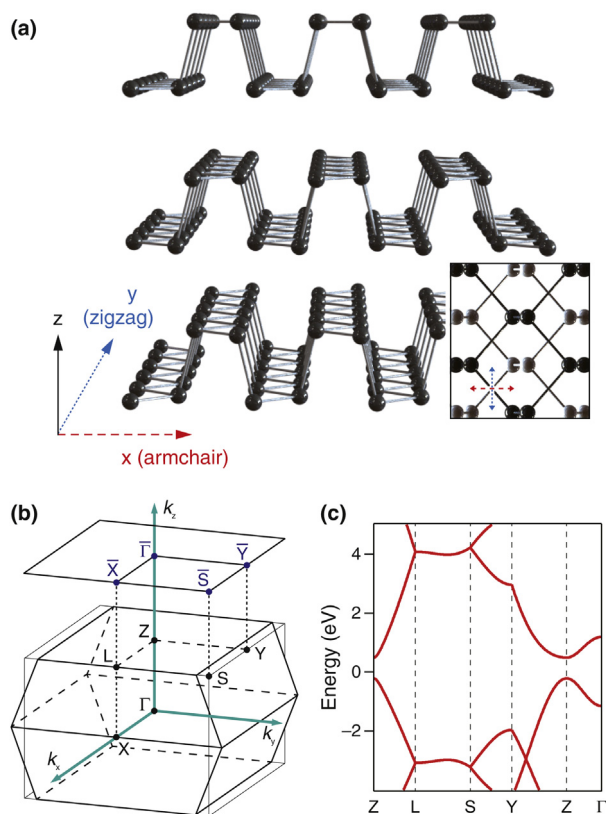 (a)
y
(zigzag)
z
x (armchair)
(b)
k_z
Γ̅
X̅
Y̅
S̅
Z
L
Y
S
Γ
X
k_x
k_y
(c)
Energy (eV)
4
2
0
−2
Z L S Y Z Γ